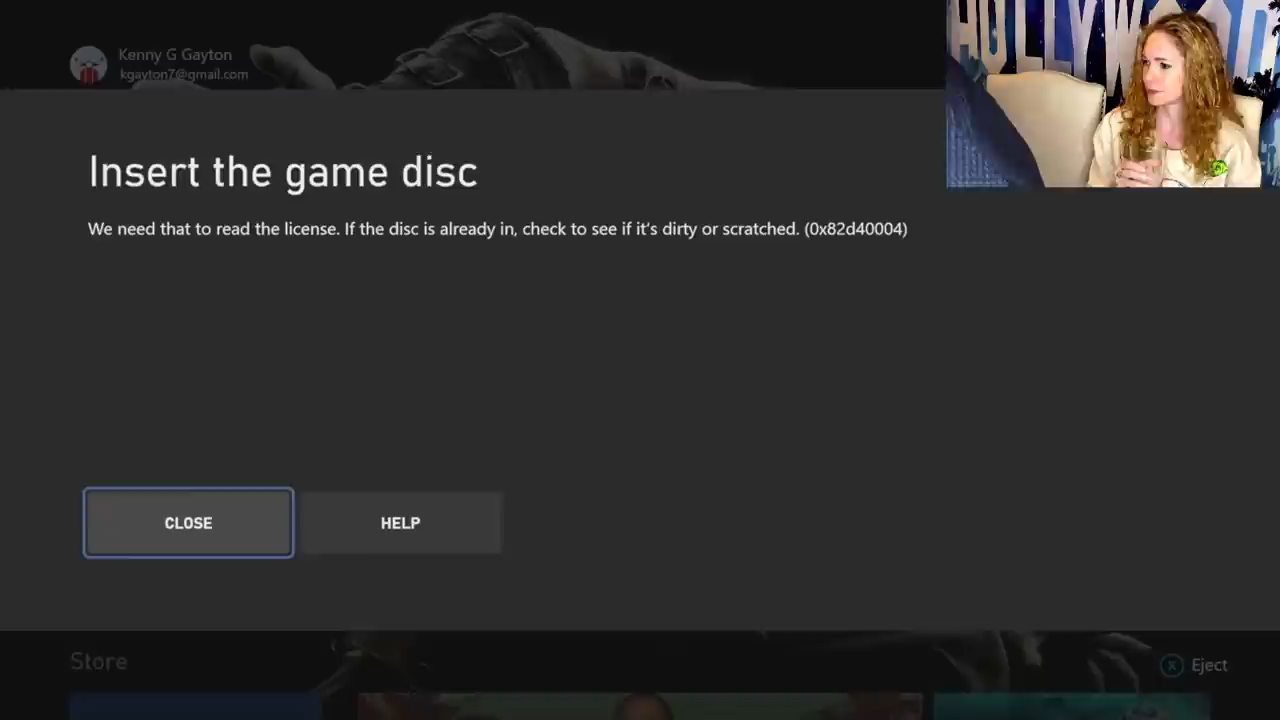 Kenny G Gayton
kgayton7@gmail.com
HOLLYWOOD
Insert the game disc
We need that to read the license. If the disc is already in, check to see if it's dirty or scratched. (0x82d40004)
CLOSE
HELP
Store
X Eject